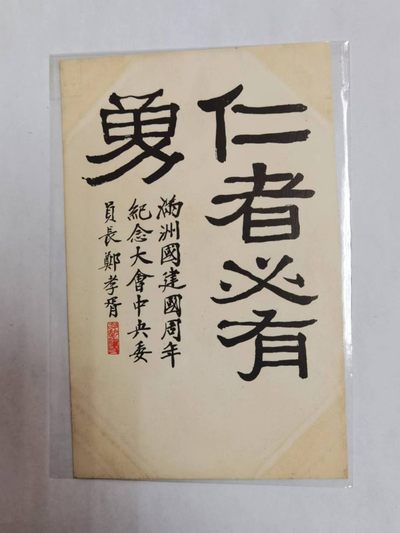 仁者必有
勇
満洲國建國周年
紀念大會中央委
員長鄭孝胥